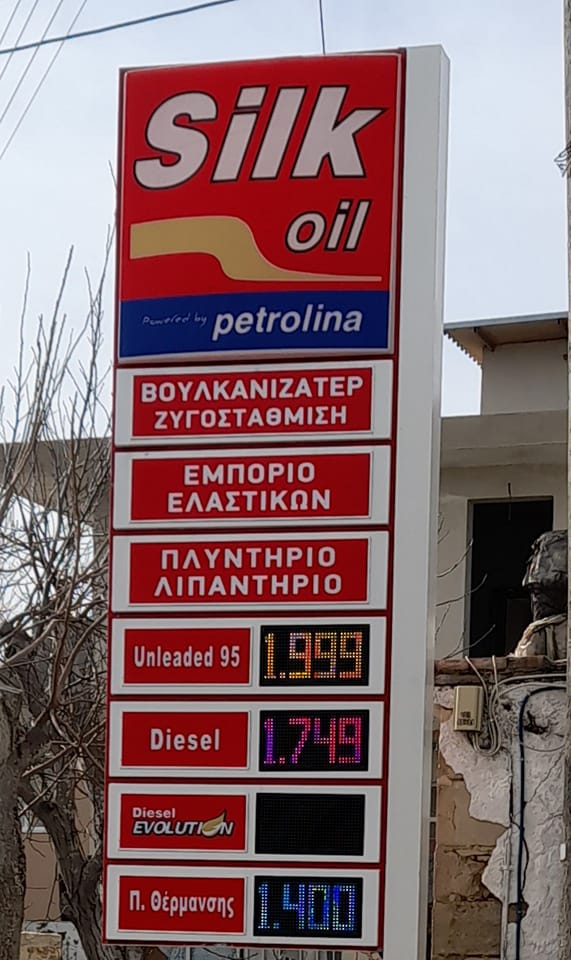 Silk
oil
Powered by petrolina
ΒΟΥΛΚΑΝΙΖΑΤΕΡ
ΖΥΓΟΣΤΑΘΜΙΣΗ
ΕΜΠΟΡΙΟ
ΕΛΑΣΤΙΚΩΝ
ΠΛΥΝΤΗΡΙΟ
ΛΙΠΑΝΤΗΡΙΟ
Unleaded 95 1.999
Diesel 1.749
Diesel
EVOLUTION
Π. Θέρμανσης 1.400